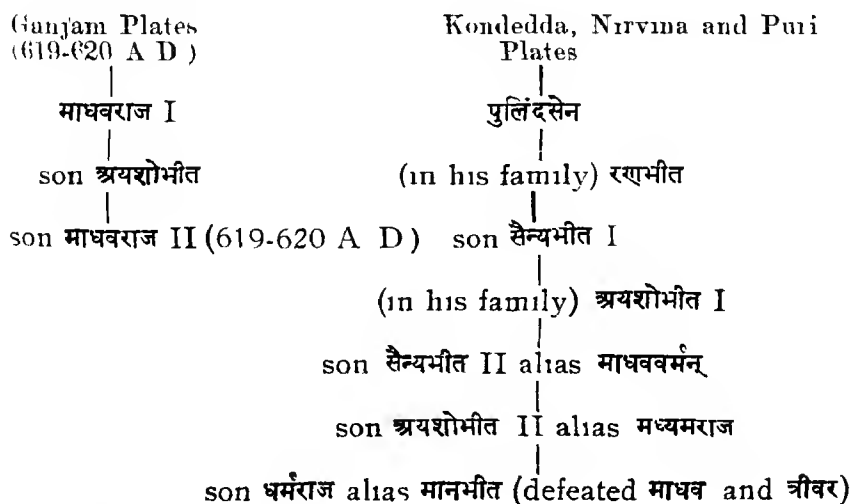 Ganjam Plates Kondedda, Nirvina and Puri
(619-620 A D) Plates
माधवराज I पुलिंदसेन
son अयशोभीत (in his family) रणभीत
son माधवराज II (619-620 A D) son सैन्यभीत I
(in his family) अयशोभीत I
son सैन्यभीत II alias माधववर्मन्
son अयशोभीत II alias मध्यमराज
son धर्मराज alias मानभीत (defeated माधव and त्रीवर)